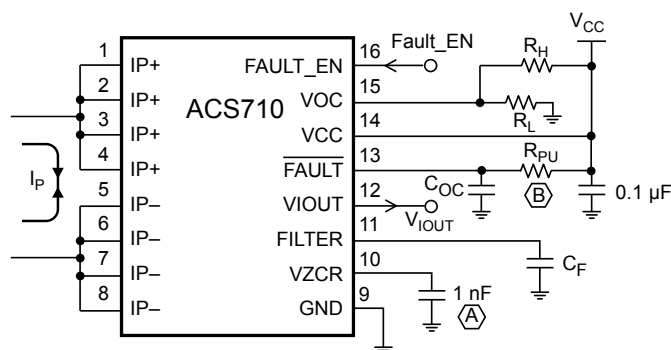 V_CC
1 IP+ FAULT_EN 16 Fault_EN
R_H
2 IP+ ACS710 VOC 15
R_L
3 IP+ VCC 14
4 IP+ FAULT 13 R_PU
I_P
C_OC B 0.1 µF
5 IP– VIOUT 12
V_IOUT
6 IP– FILTER 11
C_F
7 IP– VZCR 10
1 nF
A
8 IP– GND 9